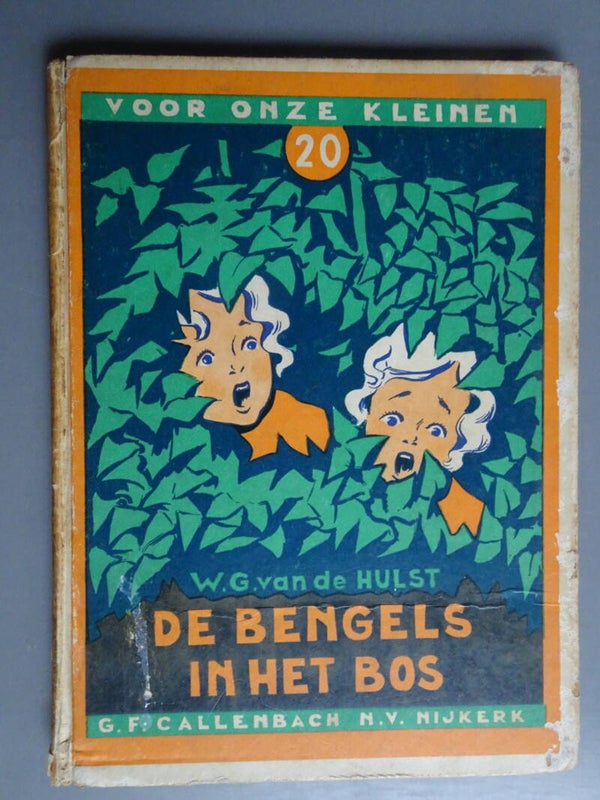 VOOR ONZE KLEINEN
20
W.G. van de HULST
DE BENGELS
IN HET BOS
G.F. CALLENBACH N.V. NIJKERK